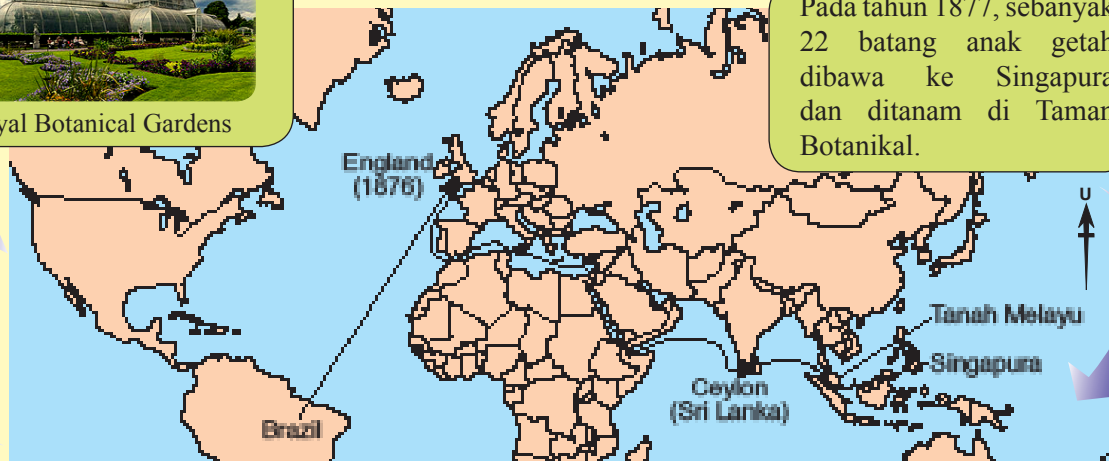 yal Botanical Gardens
Pada tahun 1877, sebanyak
22 batang anak getah
dibawa ke Singapura
dan ditanam di Taman
Botanikal.
England
(1876)
U
Tanah Melayu
Singapura
Ceylon
(Sri Lanka)
Brazil